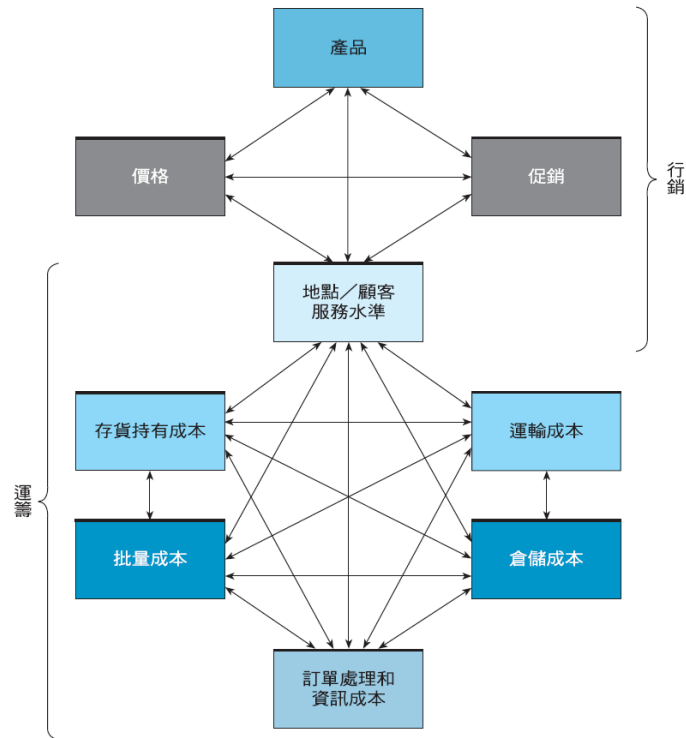 產品
行銷
價格
促銷
地點／顧客
服務水準
運籌
存貨持有成本
運輸成本
批量成本
倉儲成本
訂單處理和
資訊成本